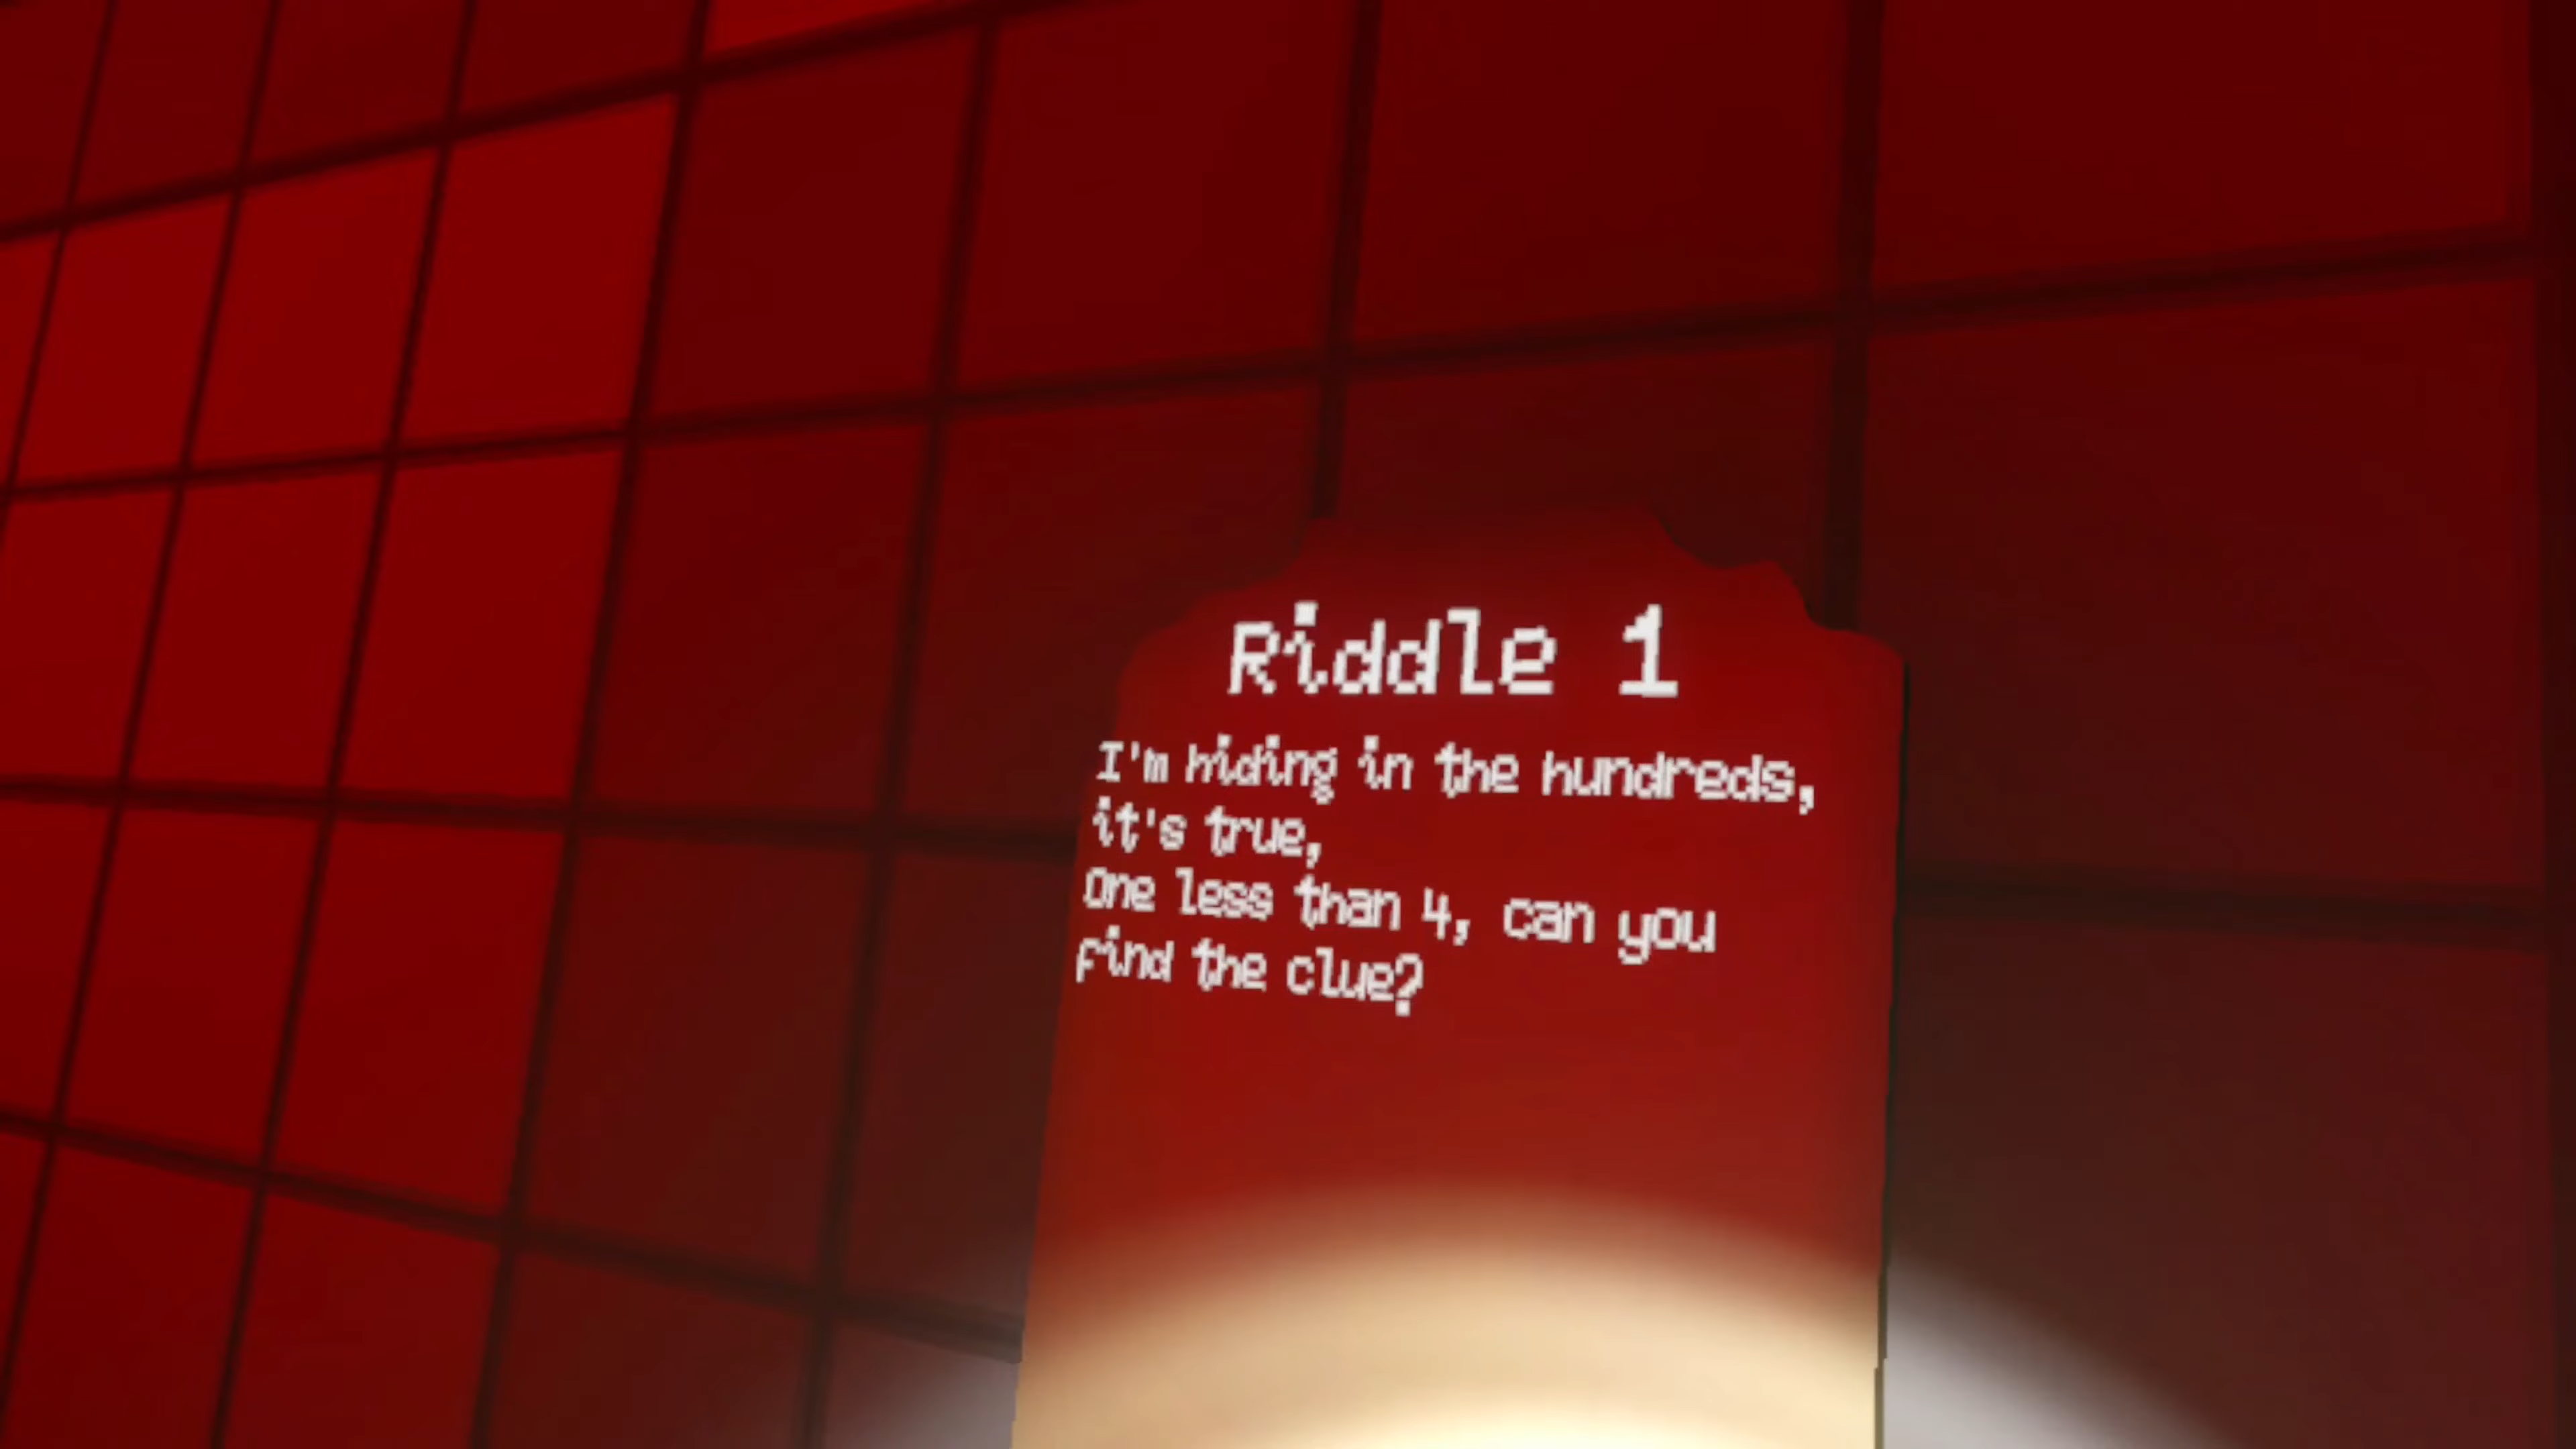 Riddle 1
I'm hiding in the hundreds,
it's true,
One less than 4, can you
find the clue?